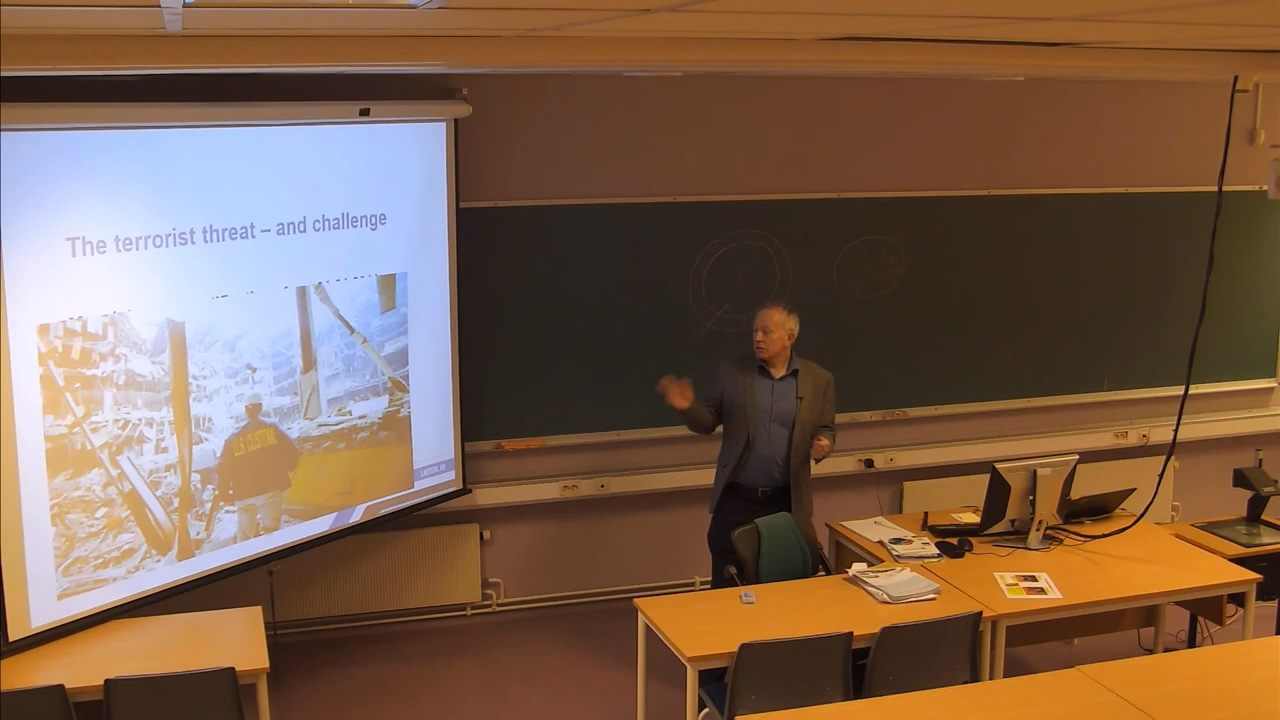 The terrorist threat – and challenge
U.S. CUSTOMS